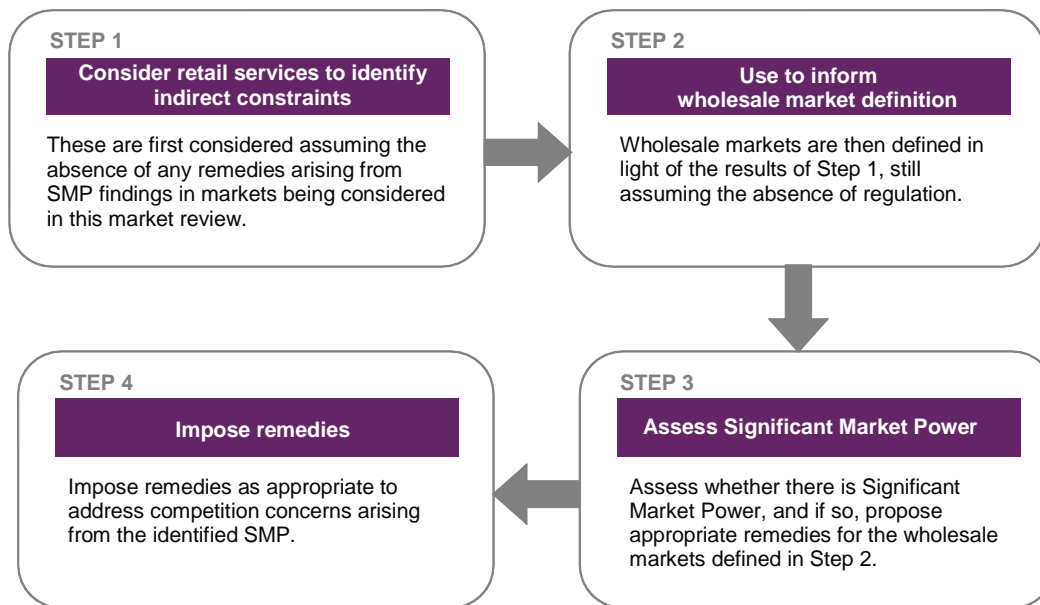 STEP 1
Consider retail services to identify
indirect constraints
These are first considered assuming the
absence of any remedies arising from
SMP findings in markets being considered
in this market review.
STEP 2
Use to inform
wholesale market definition
Wholesale markets are then defined in
light of the results of Step 1, still
assuming the absence of regulation.
STEP 3
Assess Significant Market Power
Assess whether there is Significant
Market Power, and if so, propose
appropriate remedies for the wholesale
markets defined in Step 2.
STEP 4
Impose remedies
Impose remedies as appropriate to
address competition concerns arising
from the identified SMP.